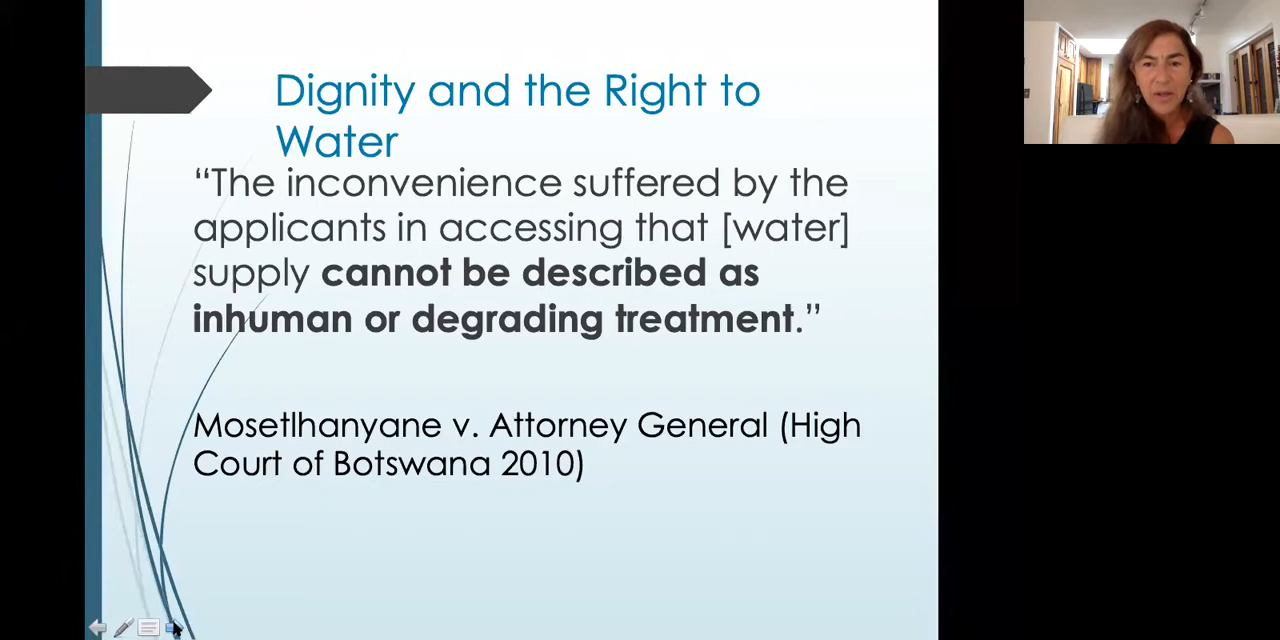 Dignity and the Right to
Water
“The inconvenience suffered by the
applicants in accessing that [water]
supply cannot be described as
inhuman or degrading treatment.”
Mosetlhanyane v. Attorney General (High
Court of Botswana 2010)